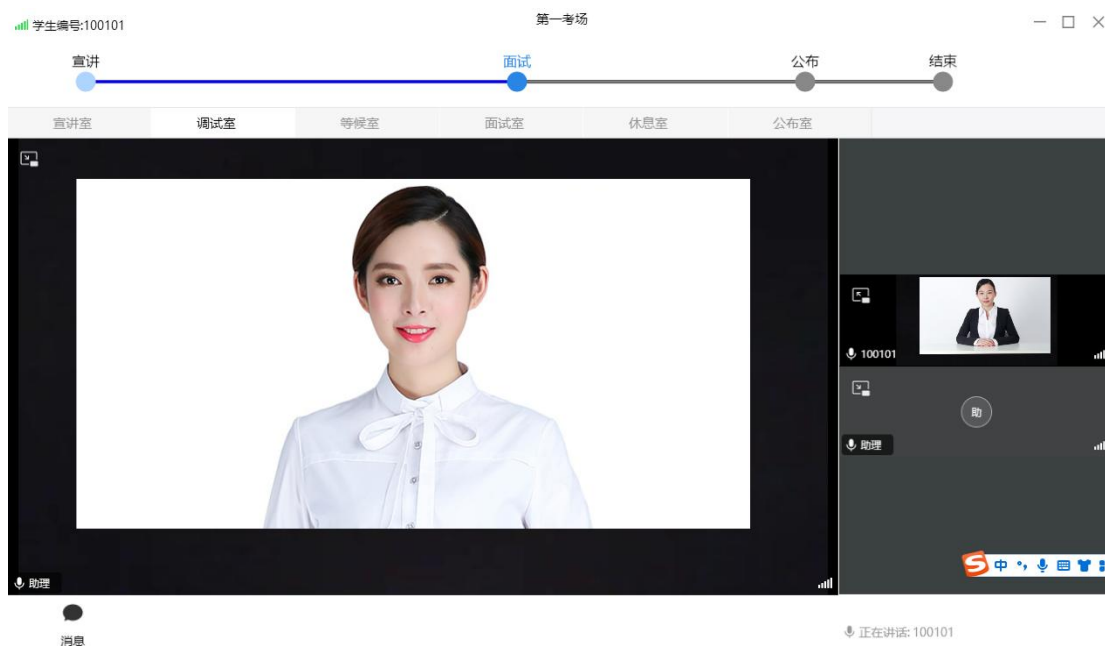 学生编号:100101
第一考场
宣讲
面试
公布
结束
宣讲室
调试室
等候室
面试室
休息室
公布室
100101
助
助理
助理
中
消息
正在讲话: 100101